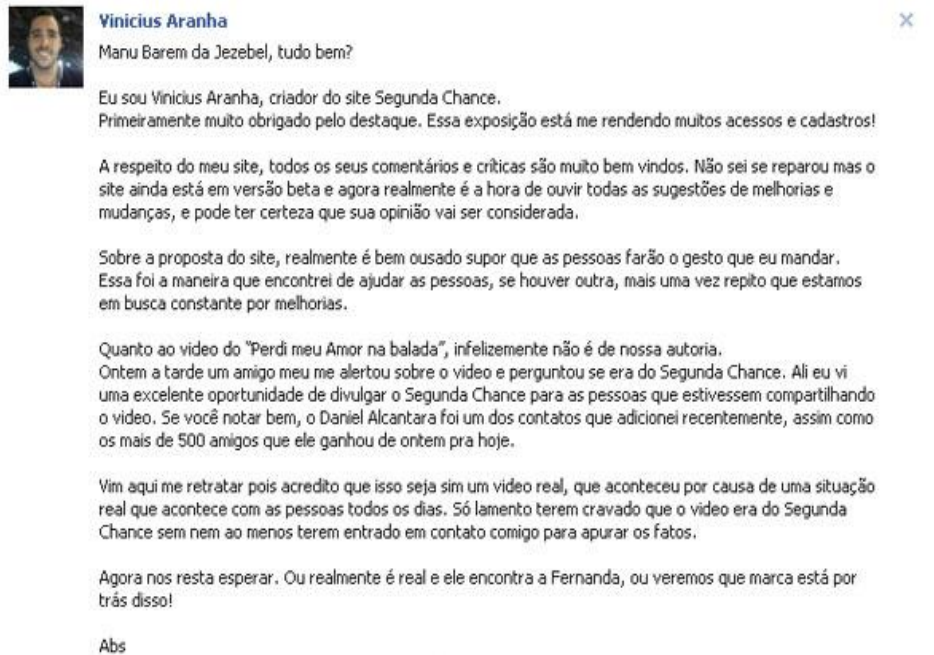 Vinicius Aranha
Manu Barem da Jezebel, tudo bem?
Eu sou Vinicius Aranha, criador do site Segunda Chance.
Primeiramente muito obrigado pelo destaque. Essa exposição está me rendendo muitos acessos e cadastros!
A respeito do meu site, todos os seus comentários e críticas são muito bem vindos. Não sei se reparou mas o
site ainda está em versão beta e agora realmente é a hora de ouvir todas as sugestões de melhorias e
mudanças, e pode ter certeza que sua opinião vai ser considerada.
Sobre a proposta do site, realmente é bem ousado supor que as pessoas farão o gesto que eu mandar.
Essa foi a maneira que encontrei de ajudar as pessoas, se houver outra, mais uma vez repito que estamos
em busca constante por melhorias.
Quanto ao video do "Perdi meu Amor na balada", infelizemente não é de nossa autoria.
Ontem a tarde um amigo meu me alertou sobre o video e perguntou se era do Segunda Chance. Ali eu vi
uma excelente oportunidade de divulgar o Segunda Chance para as pessoas que estivessem compartilhando
o video. Se você notar bem, o Daniel Alcantara foi um dos contatos que adicionei recentemente, assim como
os mais de 500 amigos que ele ganhou de ontem pra hoje.
Vim aqui me retratar pois acredito que isso seja sim um video real, que aconteceu por causa de uma situação
real que acontece com as pessoas todos os dias. Só lamento terem cravado que o video era do Segunda
Chance sem nem ao menos terem entrado em contato comigo para apurar os fatos.
Agora nos resta esperar. Ou realmente é real e ele encontra a Fernanda, ou veremos que marca está por
trás disso!
Abs